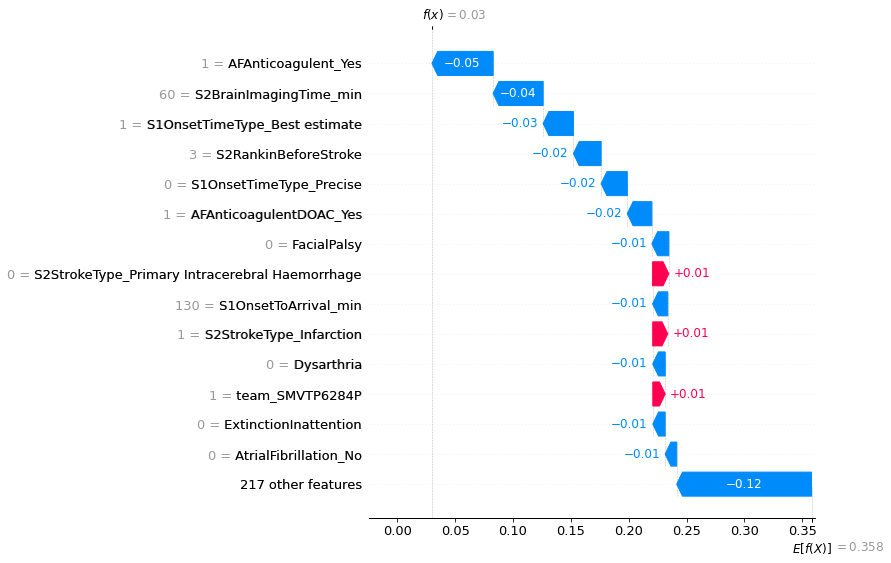 f(x) = 0.03
1 = AFAnticoagulent_Yes −0.05
60 = S2BrainImagingTime_min −0.04
1 = S1OnsetTimeType_Best estimate −0.03
3 = S2RankinBeforeStroke −0.02
0 = S1OnsetTimeType_Precise −0.02
1 = AFAnticoagulentDOAC_Yes −0.02
0 = FacialPalsy −0.01
0 = S2StrokeType_Primary Intracerebral Haemorrhage +0.01
130 = S1OnsetToArrival_min −0.01
1 = S2StrokeType_Infarction +0.01
0 = Dysarthria −0.01
1 = team_SMVTP6284P +0.01
0 = ExtinctionInattention −0.01
0 = AtrialFibrillation_No −0.01
217 other features −0.12
0.00 0.05 0.10 0.15 0.20 0.25 0.30 0.35
E[f(X)] = 0.358